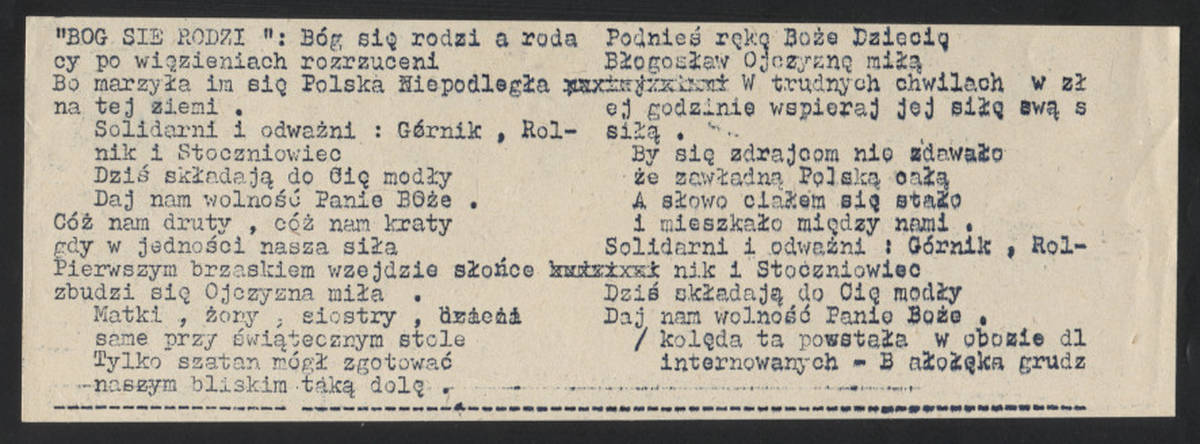 "BOG SIE RODZI ": Bóg się rodzi a roda
cy po więzieniach rozrzuceni
Bo marzyła im się Polska Niepodległa
na tej ziemi .
Solidarni i odważni : Górnik , Rol-
nik i Stoczniowiec
Dziś składają do Cię modły
Daj nam wolność Panie BOże .
Cóż nam druty , cóż nam kraty
gdy w jedności nasza siła
Pierwszym brzaskiem wzejdzie słońce
zbudzi się Ojczyzna miła .
Matki , żony , siostry , dzieci
same przy świątecznym stole
Tylko szatan mógł zgotować
naszym bliskim taką dolę .
Podnieś rękę Boże Dziecię
Błogosław Ojczyznę miłą
W trudnych chwilach w zł
ej godzinie wspieraj jej siłę swą s
siłą .
By się zdrajcom nie zdawało
że zawładną Polską całą
A słowo ciałem się stało
i mieszkało między nami .
Solidarni i odważni : Górnik , Rol-
nik i Stoczniowiec
Dziś składają do Cię modły
Daj nam wolność Panie Boże .
/ kolęda ta powstała w obozie dl
internowanych - B ałołęka grudz